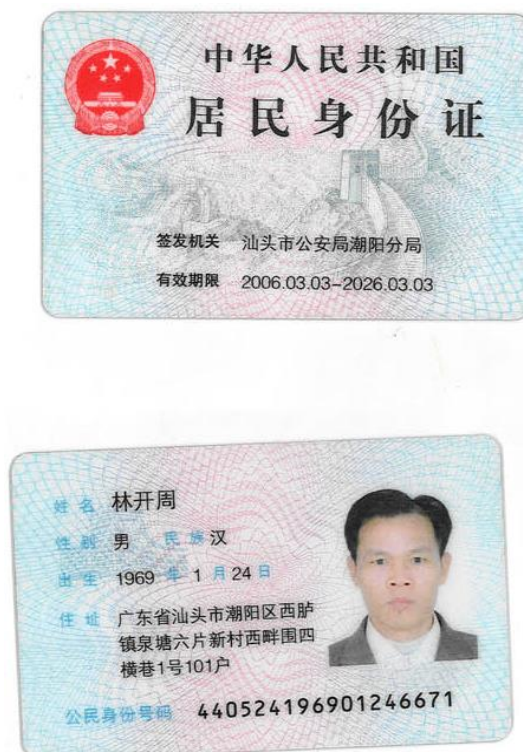 中华人民共和国
居民身份证
签发机关 汕头市公安局潮阳分局
有效期限 2006.03.03-2026.03.03
姓名 林开周
性别 男 民族 汉
出生 1969 年 1 月 24 日
住址 广东省汕头市潮阳区西胪
镇泉塘六片新村西畔围四
横巷1号101户
公民身份号码 440524196901246671